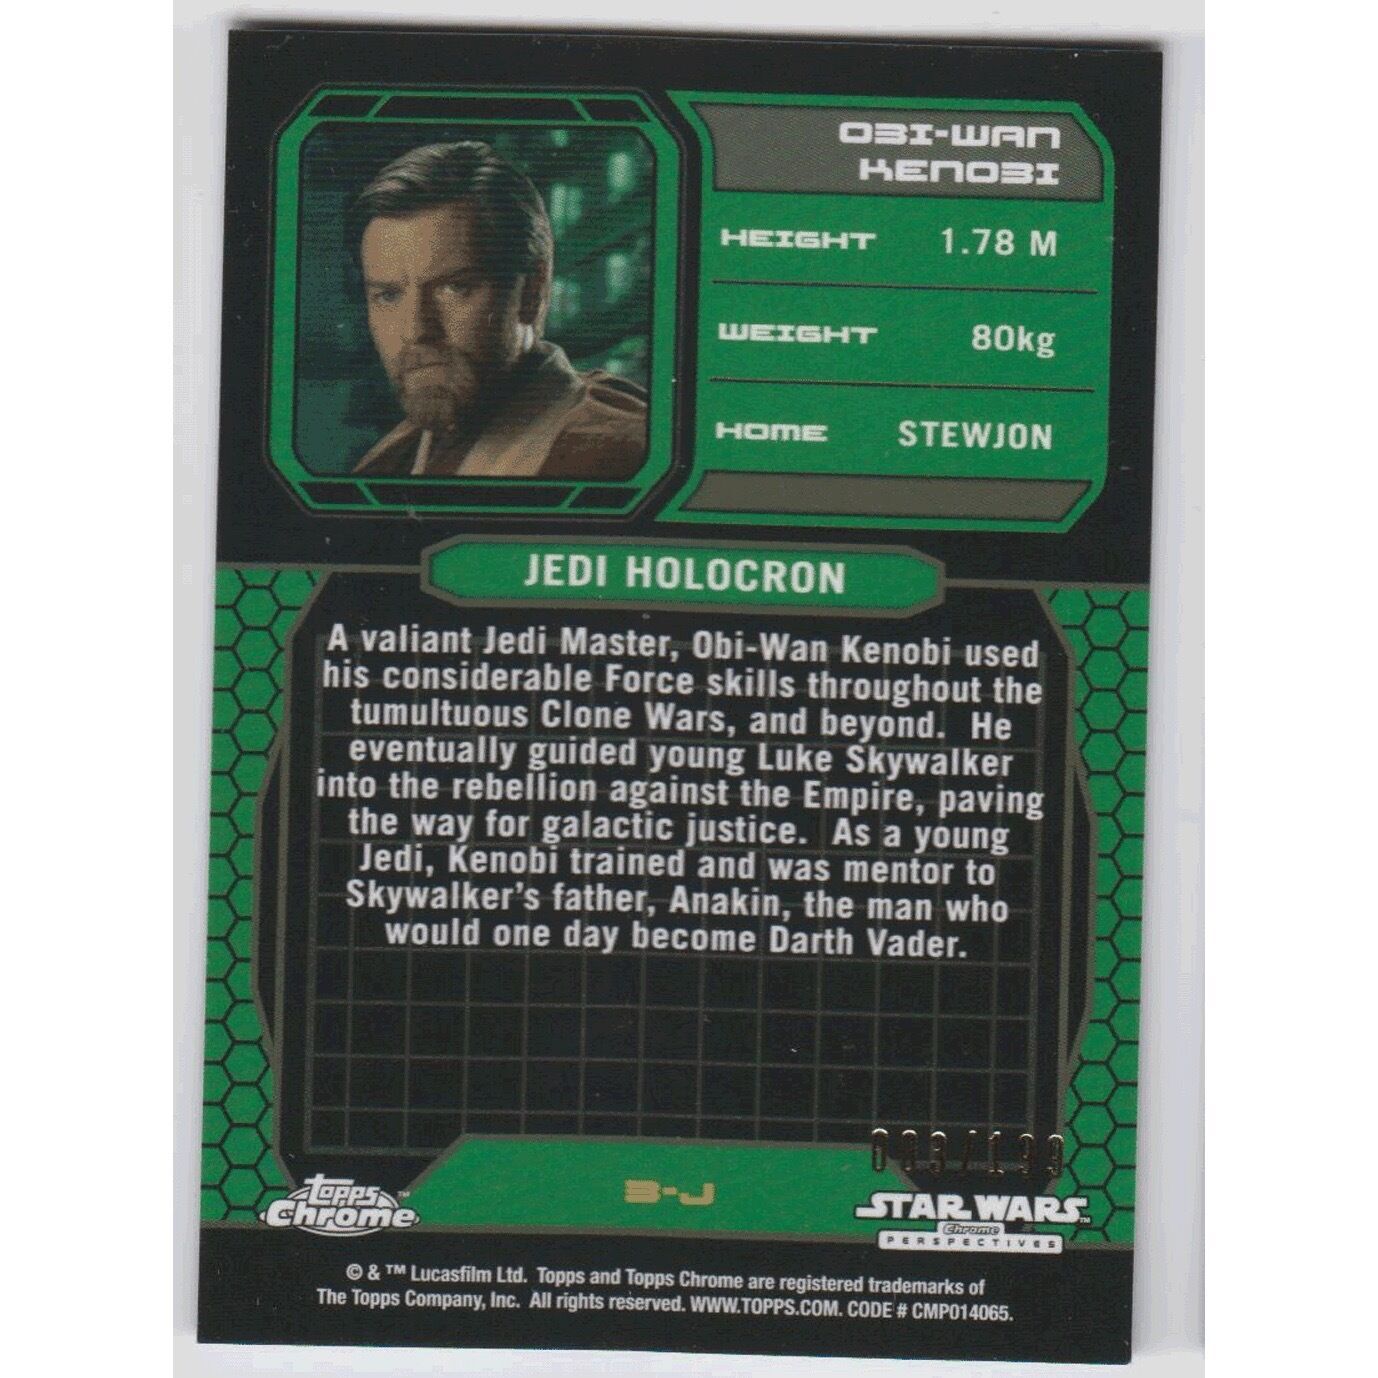 OBI-WAN
KENOBI
HEIGHT 1.78 M
WEIGHT 80kg
HOME STEWJON
JEDI HOLOCRON
A valiant Jedi Master, Obi-Wan Kenobi used
his considerable Force skills throughout the
tumultuous Clone Wars, and beyond. He
eventually guided young Luke Skywalker
into the rebellion against the Empire, paving
the way for galactic justice. As a young
Jedi, Kenobi trained and was mentor to
Skywalker's father, Anakin, the man who
would one day become Darth Vader.
topps
Chrome™
3-J
STAR WARS™
Chrome
PERSPECTIVES
© & ™ Lucasfilm Ltd. Topps and Topps Chrome are registered trademarks of
The Topps Company, Inc. All rights reserved. WWW.TOPPS.COM. CODE # CMP014065.